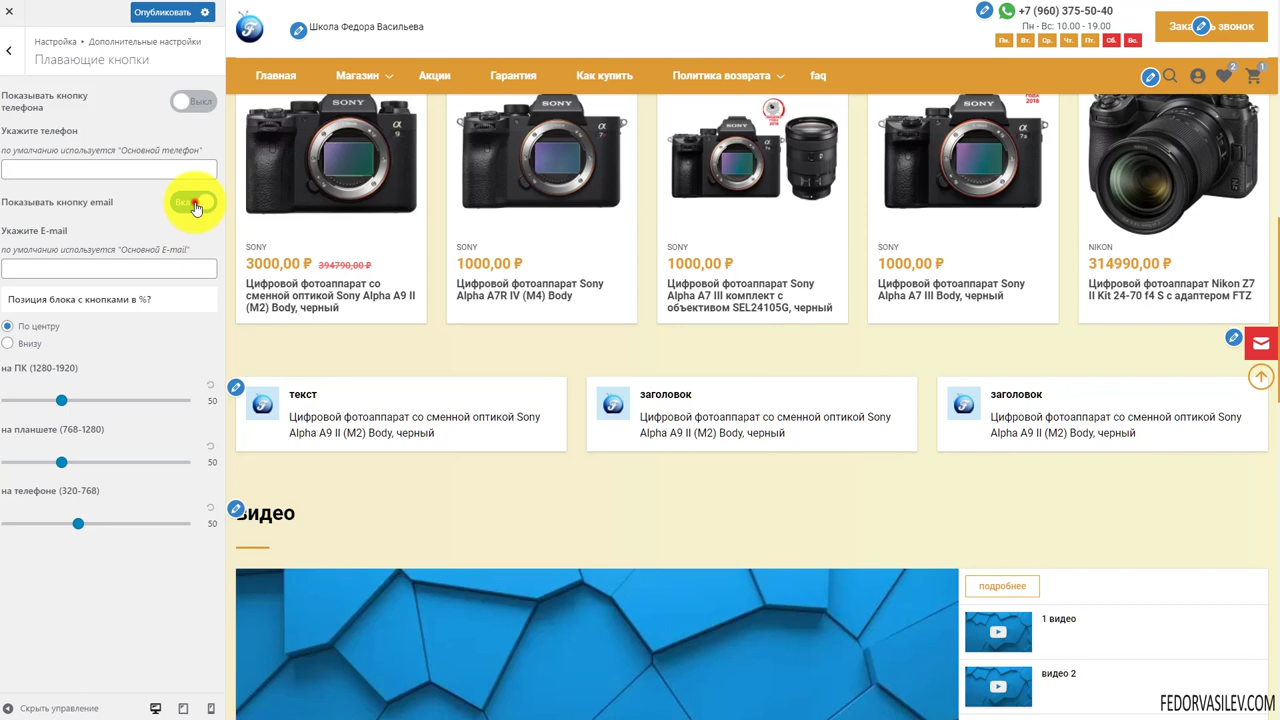 Опубликовать
Настройка • Дополнительные настройки
Плавающие кнопки
Показывать кнопку
телефона
Выкл
Укажите телефон
по умолчанию используется "Основной телефон"
Показывать кнопку email
Укажите E-mail
по умолчанию используется "Основной E-mail"
Позиция блока с кнопками в %?
По центру
Внизу
на ПК (1280-1920)
50
на планшете (768-1280)
50
на телефоне (320-768)
50
Скрыть управление
Школа Федора Васильева
+7 (960) 375-50-40
Пн - Вс: 10.00 - 19.00
Пн. Вт. Ср. Чт. Пт. Сб. Вс.
звонок
Главная Магазин Акции Гарантия Как купить Политика возврата faq
2 1
SONY
3000,00 ₽ 394790,00 ₽
Цифровой фотоаппарат со
сменной оптикой Sony Alpha A9 II
(M2) Body, черный
SONY
1000,00 ₽
Цифровой фотоаппарат Sony
Alpha A7R IV (M4) Body
SONY
1000,00 ₽
Цифровой фотоаппарат Sony
Alpha A7 III комплект с
объективом SEL24105G, черный
SONY
1000,00 ₽
Цифровой фотоаппарат Sony
Alpha A7 III Body, черный
NIKON
314990,00 ₽
Цифровой фотоаппарат Nikon Z7
II Kit 24-70 f4 S с адаптером FTZ
текст
Цифровой фотоаппарат со сменной оптикой Sony
Alpha A9 II (M2) Body, черный
заголовок
Цифровой фотоаппарат со сменной оптикой Sony
Alpha A9 II (M2) Body, черный
заголовок
Цифровой фотоаппарат со сменной оптикой Sony
Alpha A9 II (M2) Body, черный
видео
подробнее
1 видео
видео 2
FEDORVASILEV.COM